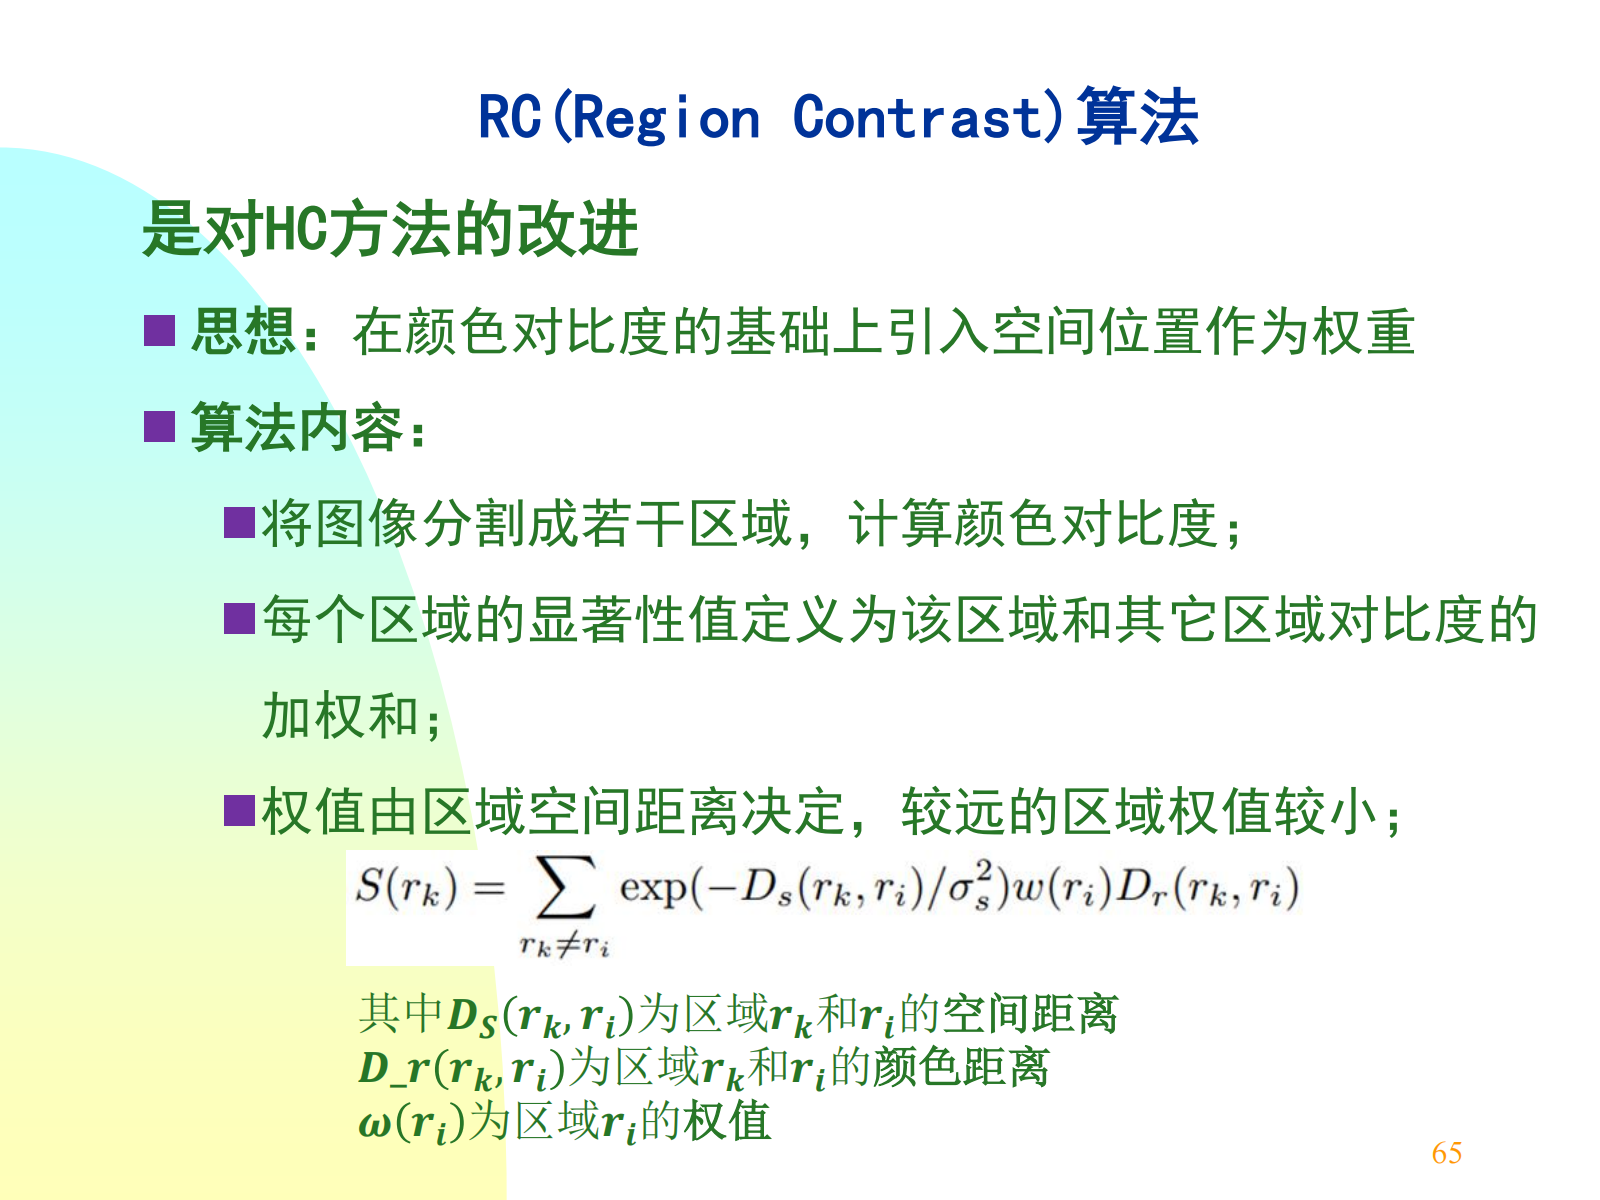 RC(Region Contrast)算法
是对HC方法的改进
思想：在颜色对比度的基础上引入空间位置作为权重
算法内容：
将图像分割成若干区域，计算颜色对比度；
每个区域的显著性值定义为该区域和其它区域对比度的
加权和；
权值由区域空间距离决定，较远的区域权值较小；
$S(r_k) = \sum_{r_k \neq r_i} \exp(-D_s(r_k, r_i)/\sigma_s^2) w(r_i) D_r(r_k, r_i)$
其中$D_S(r_k, r_i)$为区域$r_k$和$r_i$的空间距离
$D\_r(r_k, r_i)$为区域$r_k$和$r_i$的颜色距离
$\omega(r_i)$为区域$r_i$的权值
65